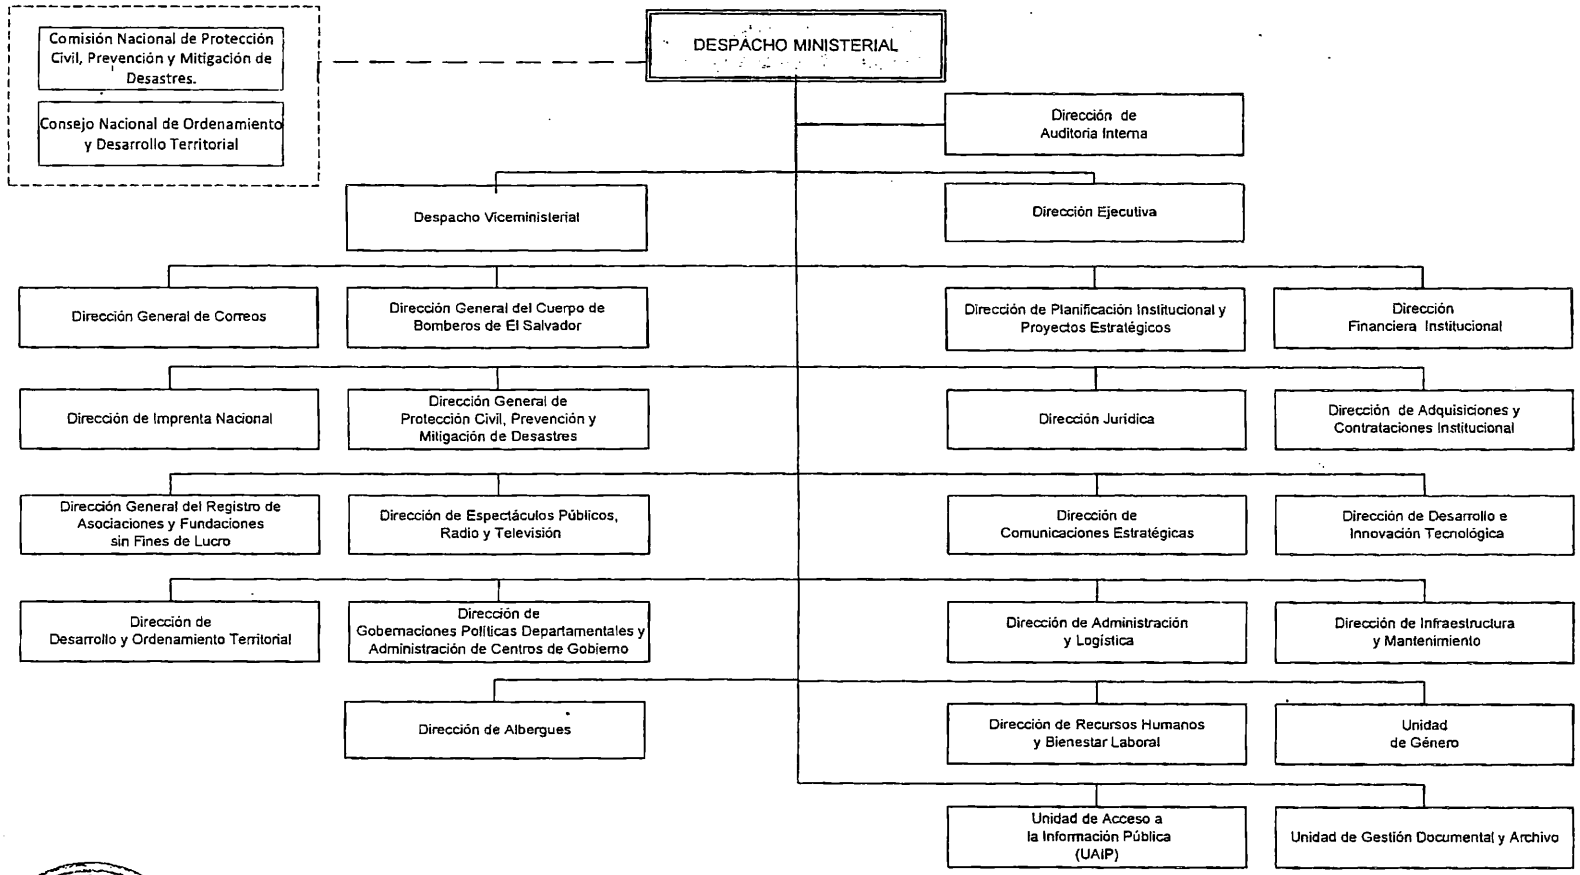 Comisión Nacional de Protección
Civil, Prevención y Mitigación de
Desastres.
Consejo Nacional de Ordenamiento
y Desarrollo Territorial
DESPACHO MINISTERIAL
Dirección de
Auditoria Interna
Despacho Viceministerial
Dirección Ejecutiva
Dirección General de Correos
Dirección General del Cuerpo de
Bomberos de El Salvador
Dirección de Planificación Institucional y
Proyectos Estratégicos
Dirección
Financiera Institucional
Dirección de Imprenta Nacional
Dirección General de
Protección Civil, Prevención y
Mitigación de Desastres
Dirección Jurídica
Dirección de Adquisiciones y
Contrataciones Institucional
Dirección General del Registro de
Asociaciones y Fundaciones
sin Fines de Lucro
Dirección de Espectáculos Públicos,
Radio y Televisión
Dirección de
Comunicaciones Estratégicas
Dirección de Desarrollo e
Innovación Tecnológica
Dirección de
Desarrollo y Ordenamiento Territorial
Dirección de
Gobernaciones Políticas Departamentales y
Administración de Centros de Gobierno
Dirección de Administración
y Logística
Dirección de Infraestructura
y Mantenimiento
Dirección de Albergues
Dirección de Recursos Humanos
y Bienestar Laboral
Unidad
de Género
Unidad de Acceso a
la Información Pública
(UAIP)
Unidad de Gestión Documental y Archivo